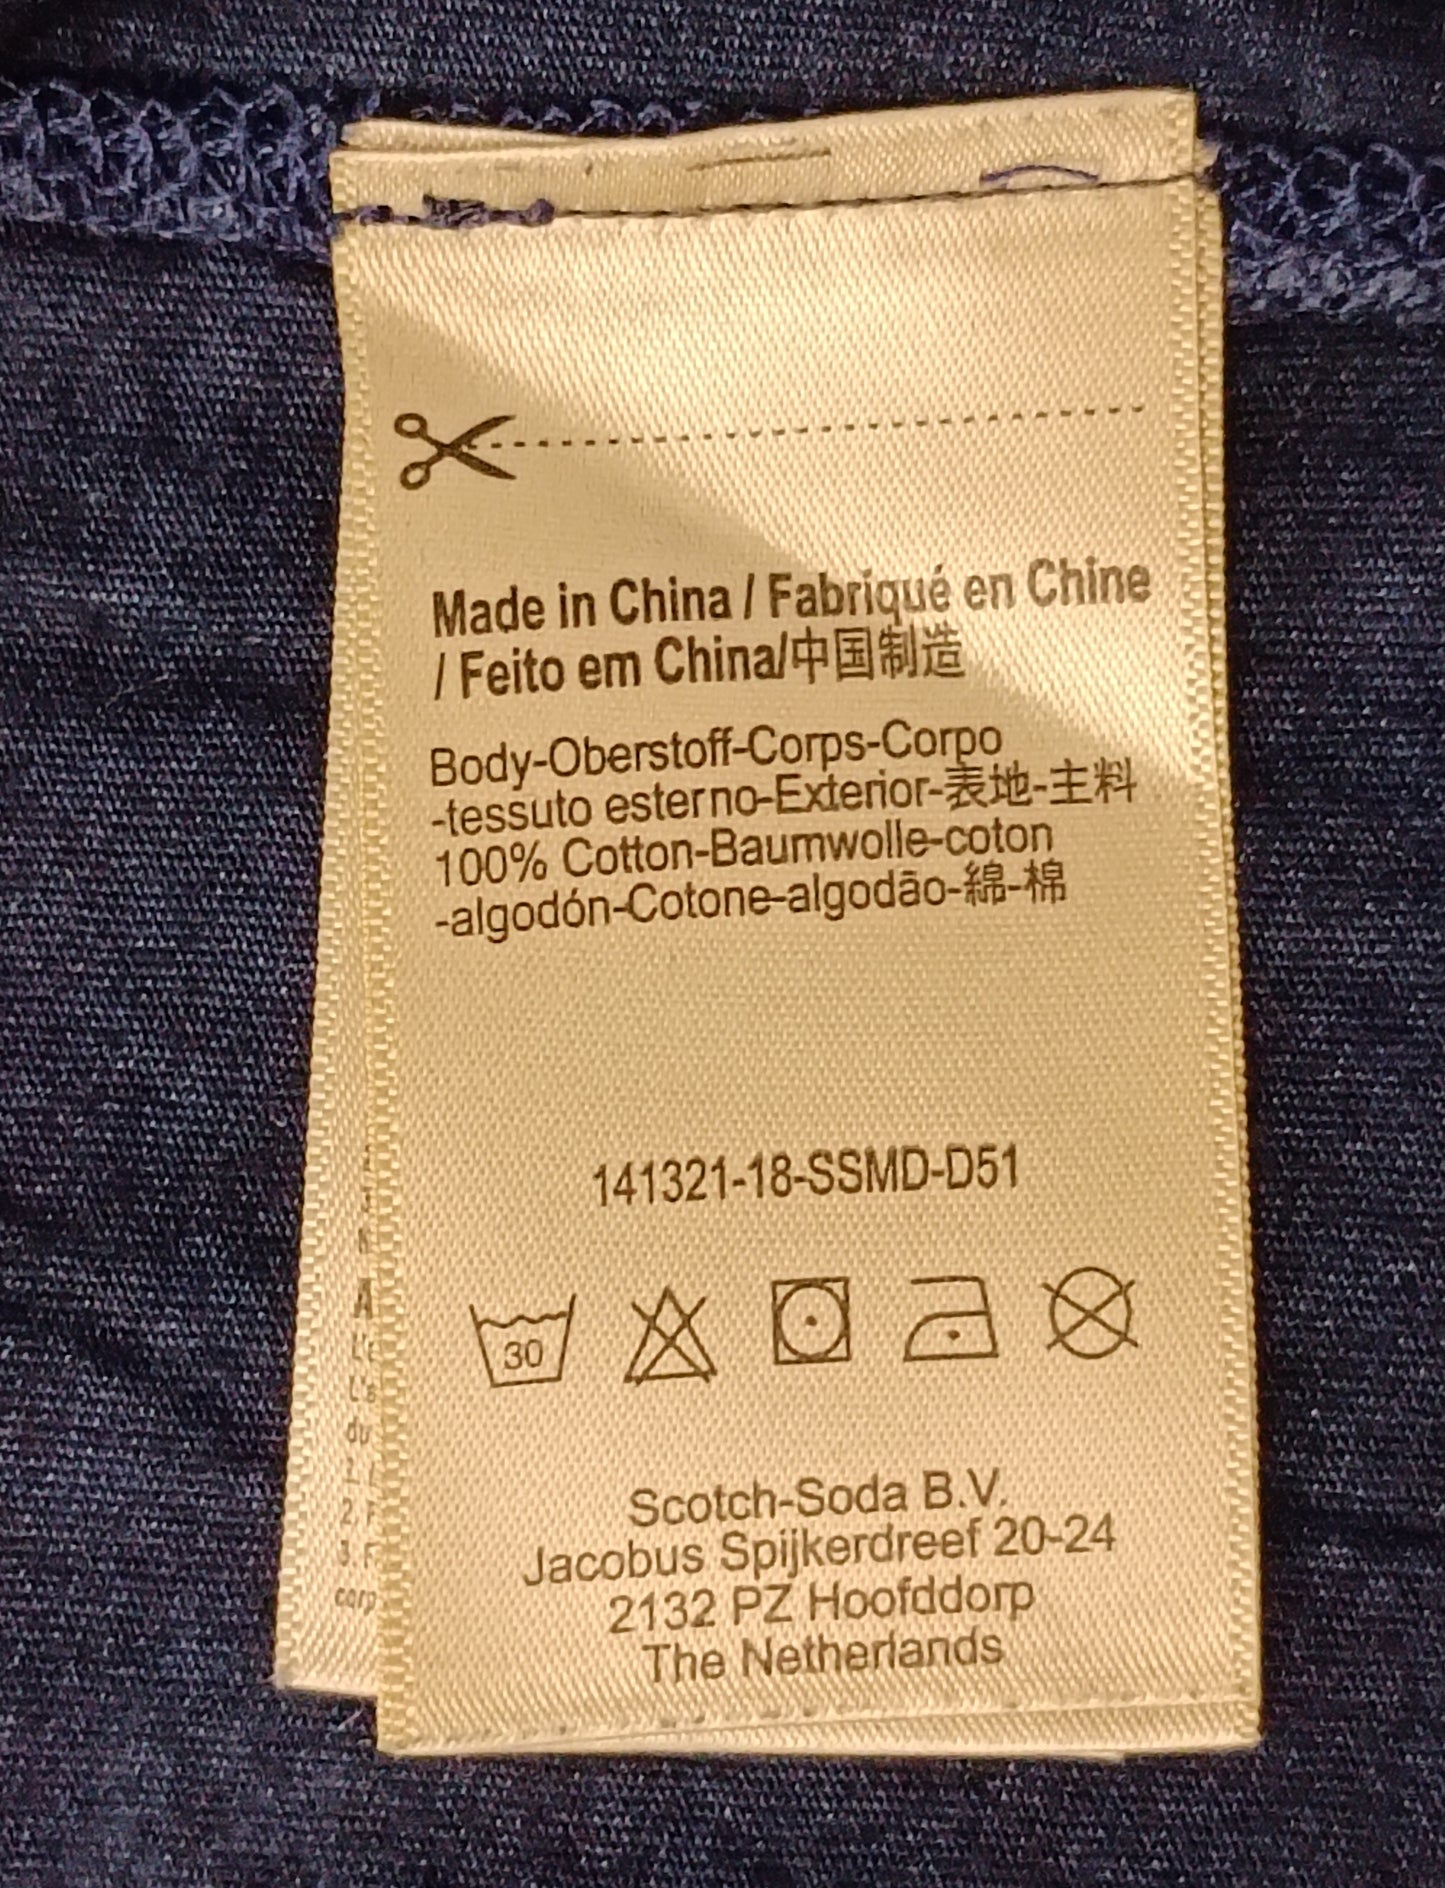 Made in China / Fabriqué en Chine
/ Feito em China/中国制造
Body-Oberstoff-Corps-Corpo
-tessuto esterno-Exterior-表地-主料
100% Cotton-Baumwolle-coton
-algodón-Cotone-algodão-綿-棉
141321-18-SSMD-D51
30
Scotch-Soda B.V.
Jacobus Spijkerdreef 20-24
2132 PZ Hoofddorp
The Netherlands